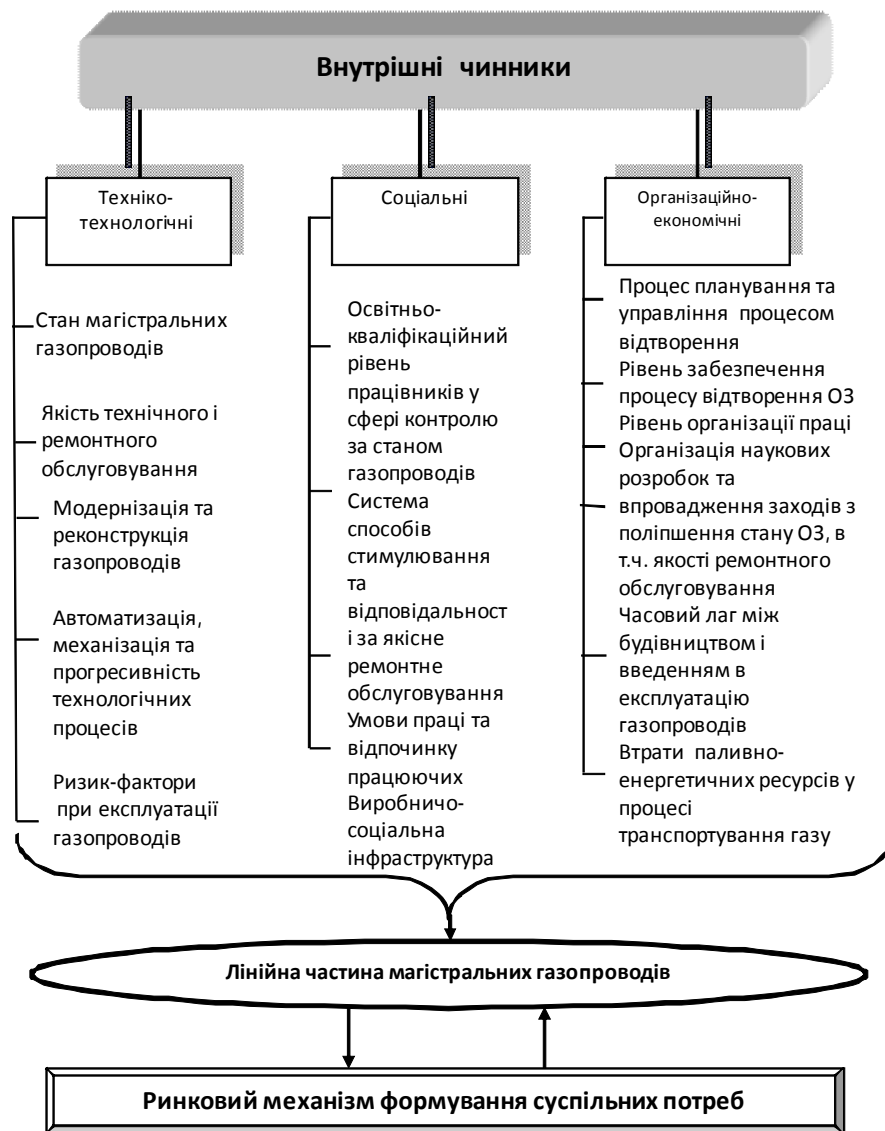 Внутрішні чинники
Техніко-
технологічні
Стан магістральних
газопроводів
Якість технічного і
ремонтного
обслуговування
Модернізація та
реконструкція
газопроводів
Автоматизація,
механізація та
прогресивність
технологічних
процесів
Ризик-фактори
при експлуатації
газопроводів
Соціальні
Освітньо-
кваліфікаційний
рівень
працівників у
сфері контролю
за станом
газопроводів
Система
способів
стимулювання
та
відповідальност
і за якісне
ремонтне
обслуговування
Умови праці та
відпочинку
працюючих
Виробничо-
соціальна
інфраструктура
Організаційно-
економічні
Процес планування та
управління процесом
відтворення
Рівень забезпечення
процесу відтворення ОЗ
Рівень організації праці
Організація наукових
розробок та
впровадження заходів з
поліпшення стану ОЗ, в
т.ч. якості ремонтного
обслуговування
Часовий лаг між
будівництвом і
введенням в
експлуатацію
газопроводів
Втрати паливно-
енергетичних ресурсів у
процесі
транспортування газу
Лінійна частина магістральних газопроводів
Ринковий механізм формування суспільних потреб